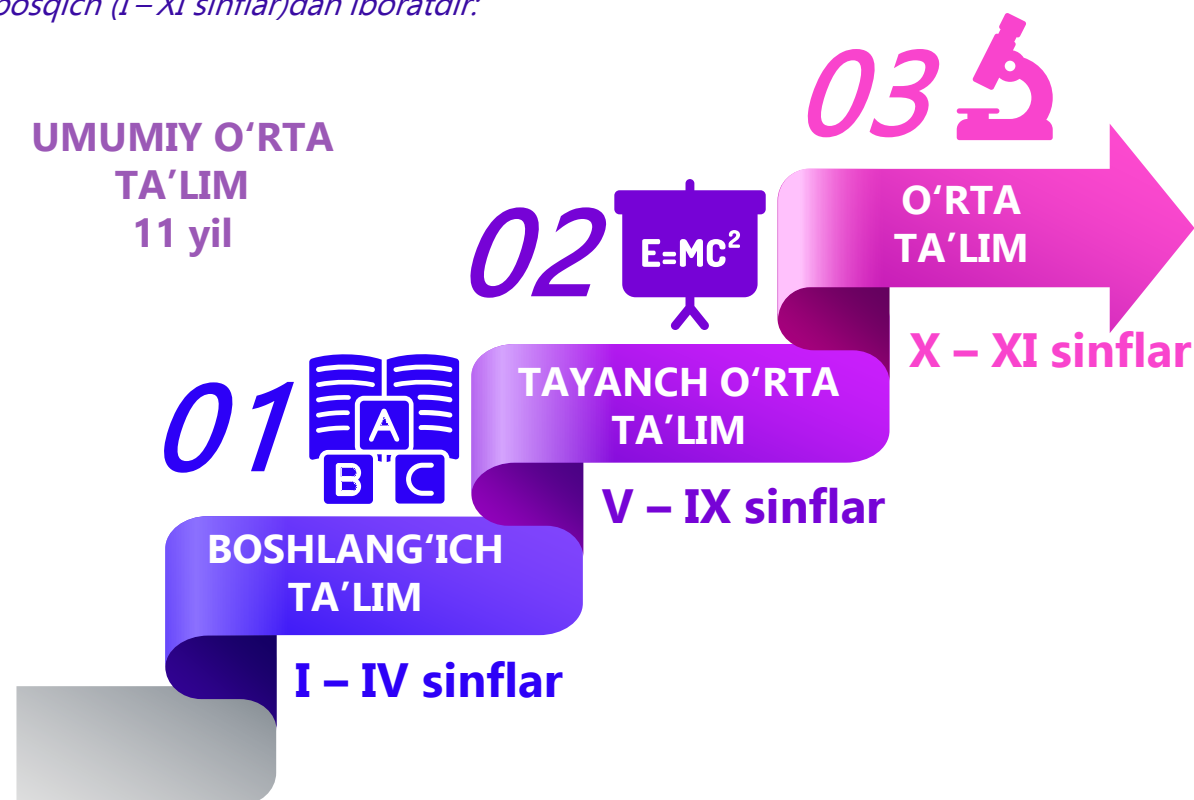 bosqich (I – XI sinflar)dan iboratdir:
UMUMIY O‘RTA
TA’LIM
11 yil
03
O‘RTA
TA’LIM
X – XI sinflar
02
E=MC²
TAYANCH O‘RTA
TA’LIM
V – IX sinflar
01
A
B C
BOSHLANG‘ICH
TA’LIM
I – IV sinflar